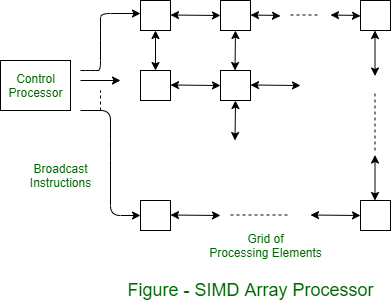 Control
Processor
Broadcast
Instructions
Grid of
Processing Elements
Figure - SIMD Array Processor